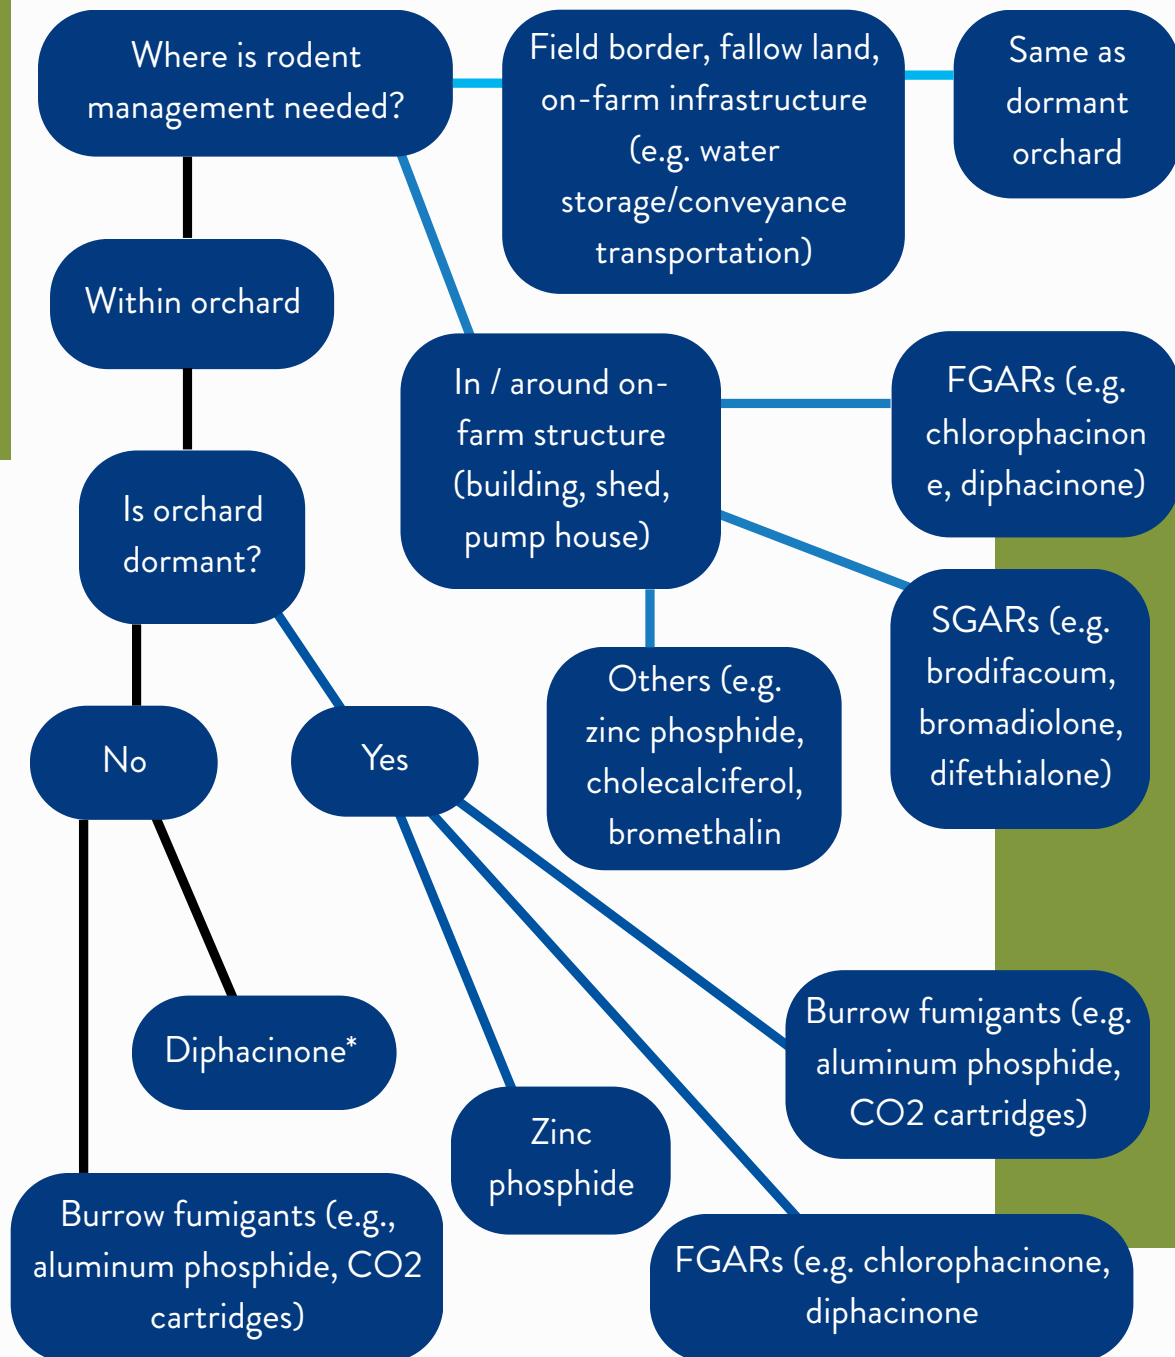 Where is rodent
management needed?
Field border, fallow land,
on-farm infrastructure
(e.g. water
storage/conveyance
transportation)
Same as
dormant
orchard
Within orchard
In / around on-
farm structure
(building, shed,
pump house)
FGARs (e.g.
chlorophacinon
e, diphacinone)
Is orchard
dormant?
SGARs (e.g.
brodifacoum,
bromadiolone,
difethialone)
Others (e.g.
zinc phosphide,
cholecalciferol,
bromethalin
No
Yes
Diphacinone*
Burrow fumigants (e.g.
aluminum phosphide,
CO2 cartridges)
Zinc
phosphide
Burrow fumigants (e.g.,
aluminum phosphide, CO2
cartridges)
FGARs (e.g. chlorophacinone,
diphacinone